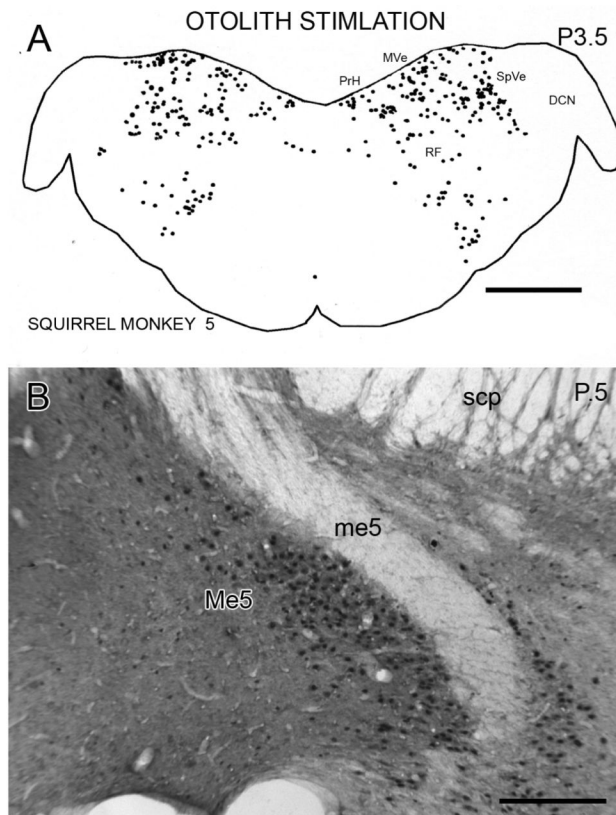 OTOLITH STIMLATION
A
P3.5
MVe
PrH
SpVe
DCN
RF
SQUIRREL MONKEY 5
B
scp
P.5
me5
Me5